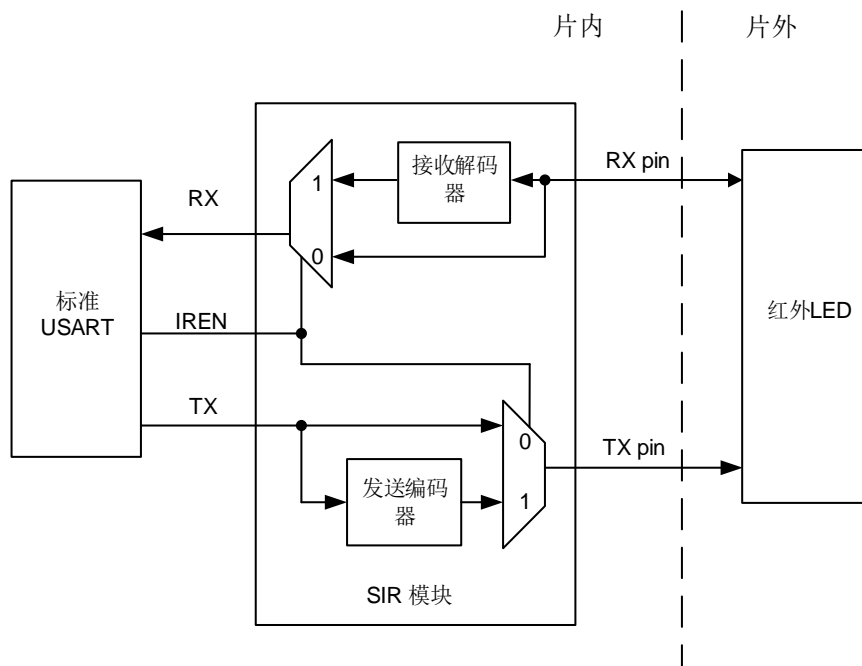 片内
片外
接收解码
器
RX pin
1
RX
0
标准
USART
IREN
红外LED
TX
0
TX pin
发送编码
器
1
SIR 模块